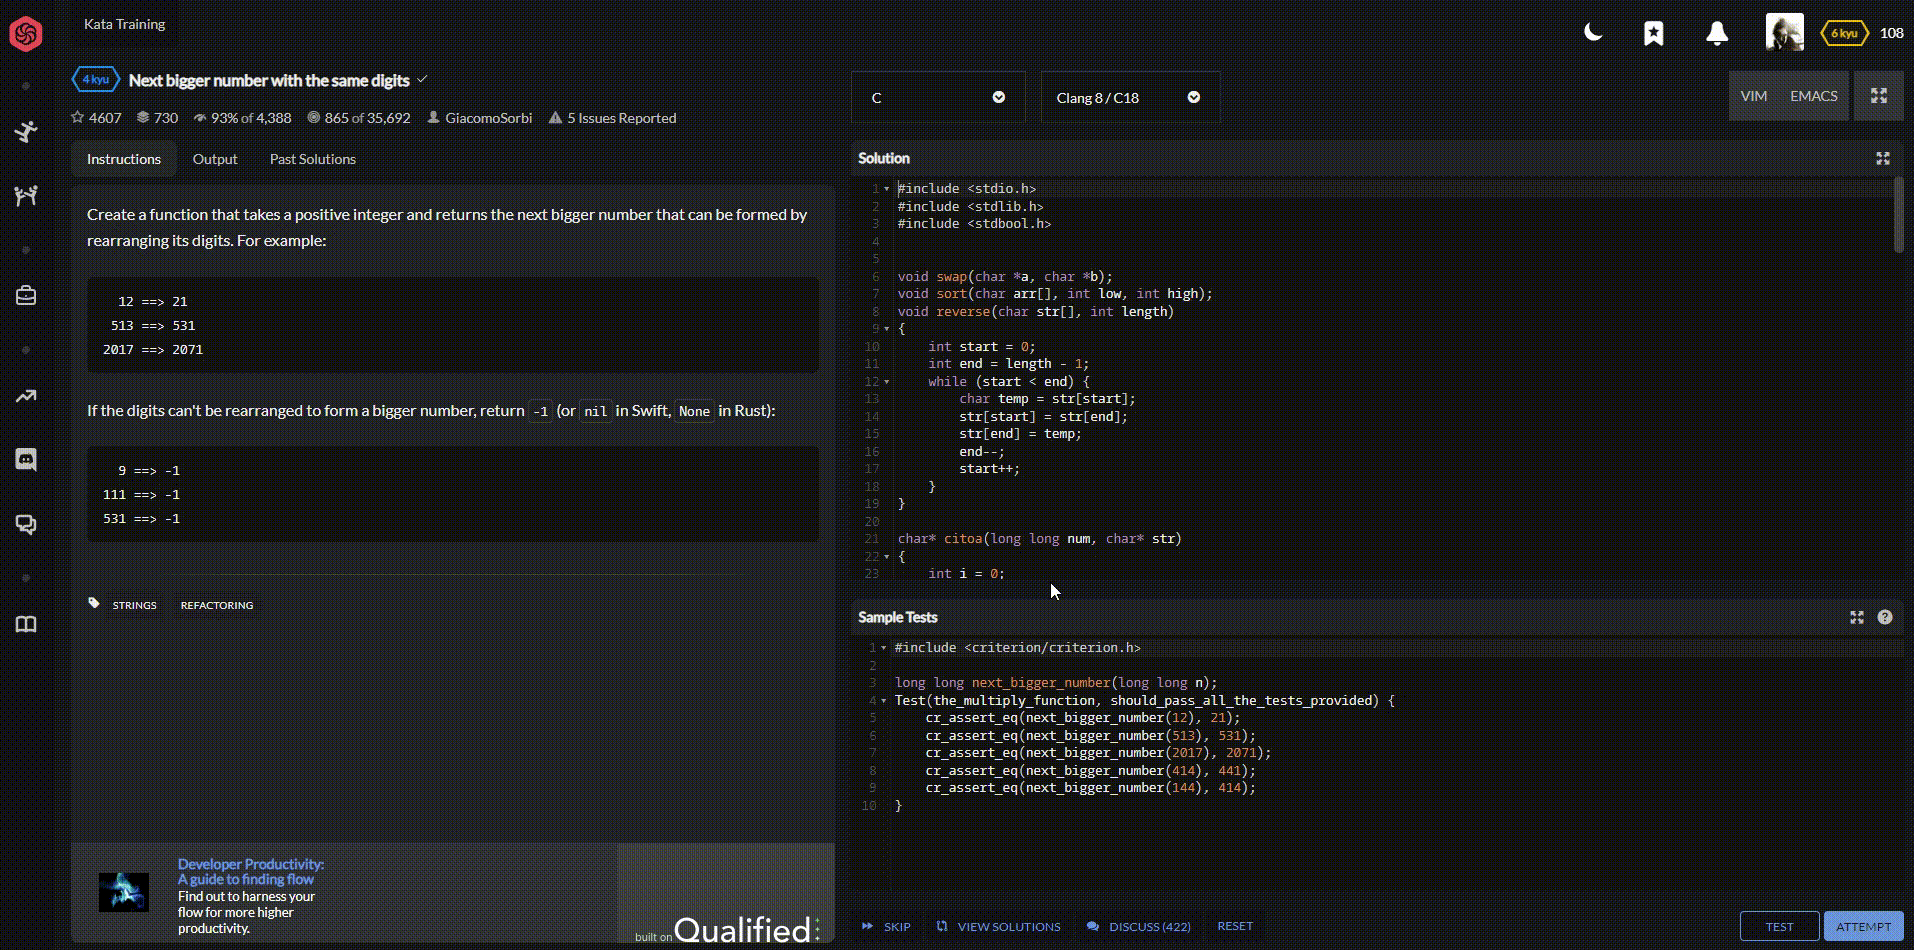 Kata Training
6 kyu
108
4 kyu
Next bigger number with the same digits
4607
730
93% of 4,388
865 of 35,692
GiacomoSorbi
5 Issues Reported
Instructions
Output
Past Solutions
Create a function that takes a positive integer and returns the next bigger number that can be formed by
rearranging its digits. For example:
12 ==> 21
513 ==> 531
2017 ==> 2071
If the digits can't be rearranged to form a bigger number, return -1 (or nil in Swift, None in Rust):
9 ==> -1
111 ==> -1
531 ==> -1
STRINGS
REFACTORING
Developer Productivity:
A guide to finding flow
Find out to harness your
flow for more higher
productivity.
built on Qualified
C
Clang 8 / C18
VIM
EMACS
Solution
1 #include <stdio.h>
2 #include <stdlib.h>
3 #include <stdbool.h>
4
5
6 void swap(char *a, char *b);
7 void sort(char arr[], int low, int high);
8 void reverse(char str[], int length)
9 {
10 int start = 0;
11 int end = length - 1;
12 while (start < end) {
13 char temp = str[start];
14 str[start] = str[end];
15 str[end] = temp;
16 end--;
17 start++;
18 }
19 }
20
21 char* citoa(long long num, char* str)
22 {
23 int i = 0;
Sample Tests
1 #include <criterion/criterion.h>
2
3 long long next_bigger_number(long long n);
4 Test(the_multiply_function, should_pass_all_the_tests_provided) {
5 cr_assert_eq(next_bigger_number(12), 21);
6 cr_assert_eq(next_bigger_number(513), 531);
7 cr_assert_eq(next_bigger_number(2017), 2071);
8 cr_assert_eq(next_bigger_number(414), 441);
9 cr_assert_eq(next_bigger_number(144), 414);
10 }
SKIP
VIEW SOLUTIONS
DISCUSS (422)
RESET
TEST
ATTEMPT